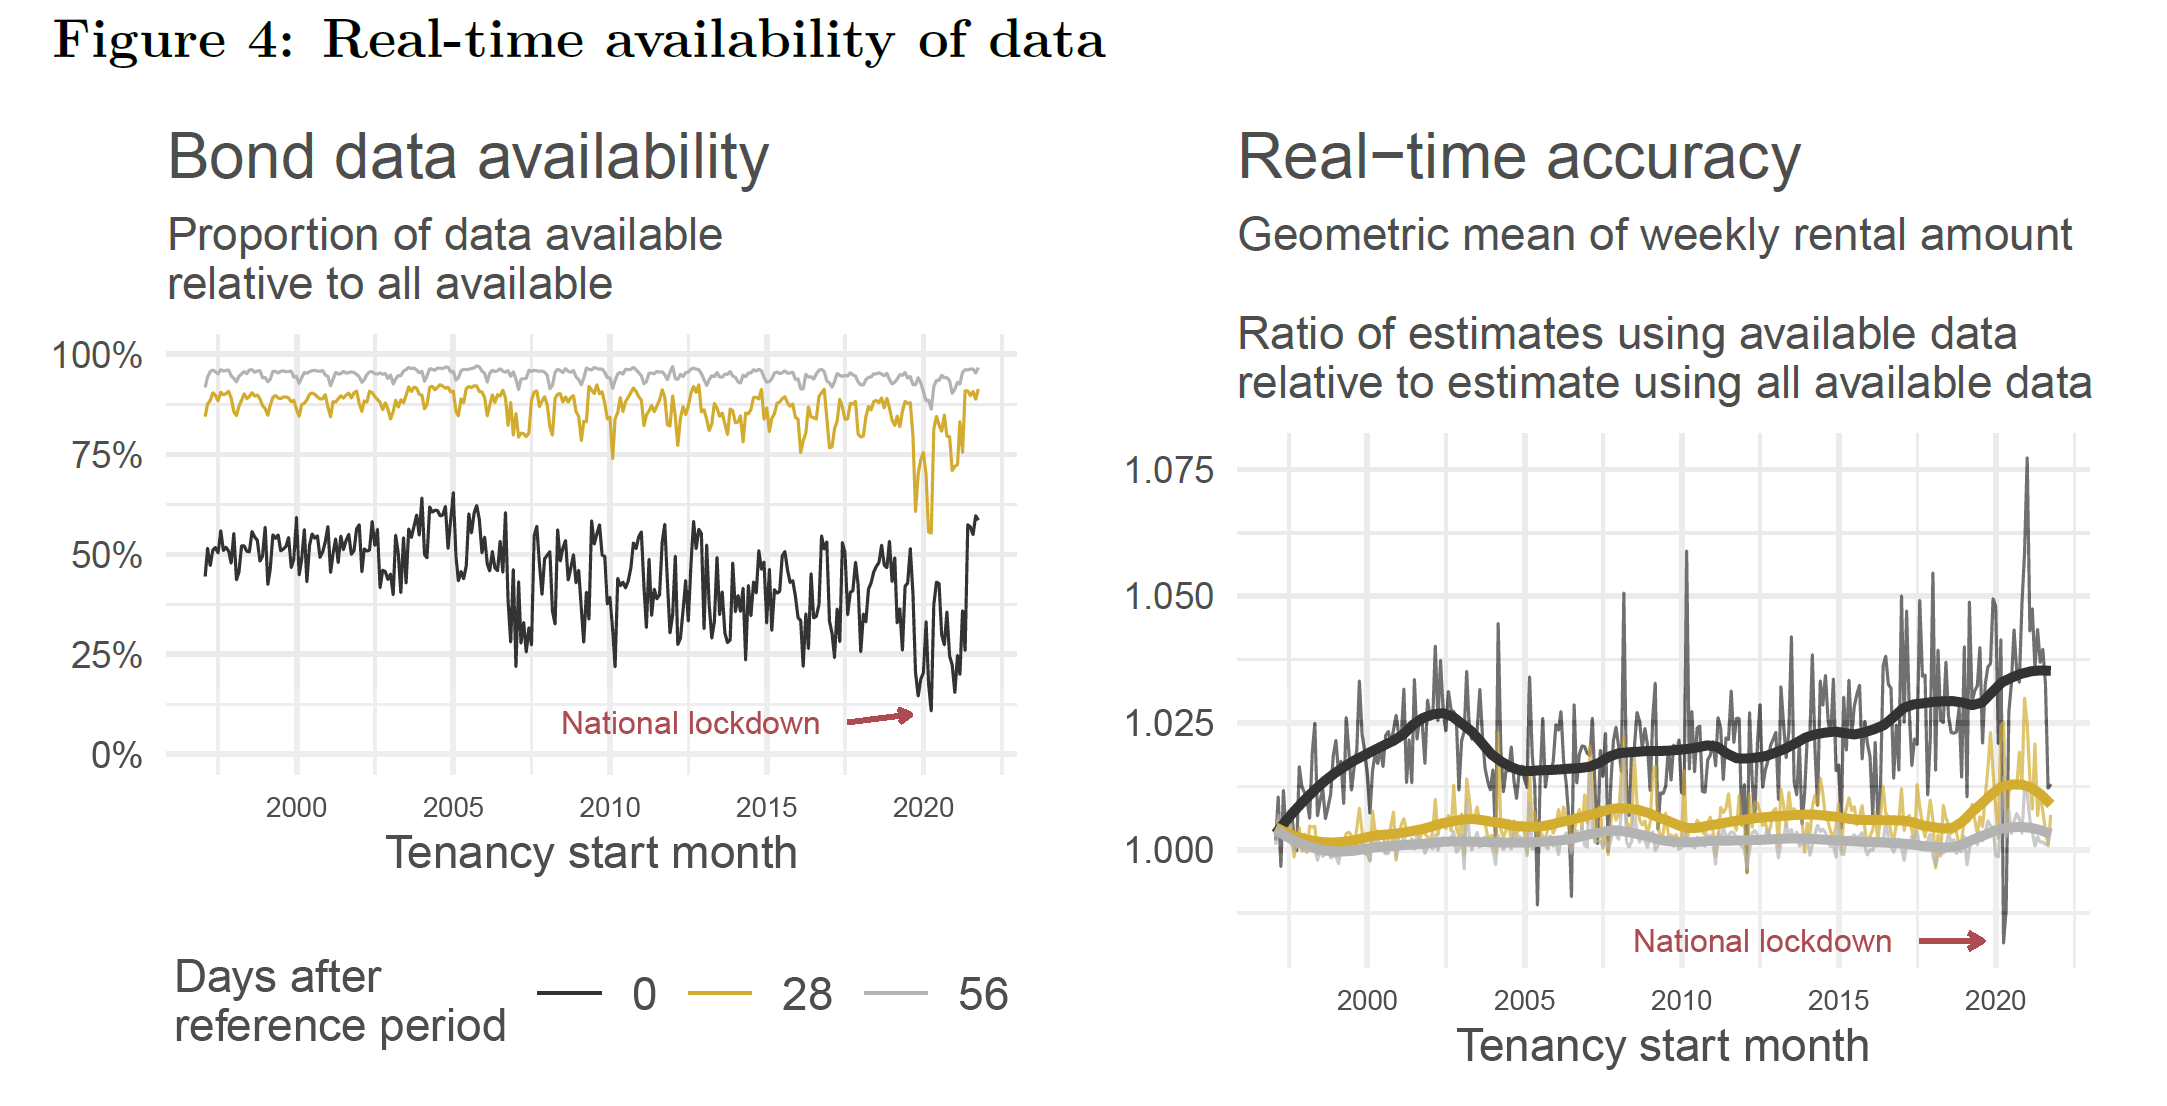 Figure 4: Real-time availability of data
Bond data availability
Proportion of data available
relative to all available
100%
75%
50%
25%
0%
National lockdown
2000 2005 2010 2015 2020
Tenancy start month
Real−time accuracy
Geometric mean of weekly rental amount
Ratio of estimates using available data
relative to estimate using all available data
1.075
1.050
1.025
1.000
National lockdown
2000 2005 2010 2015 2020
Tenancy start month
Days after
reference period
0 28 56